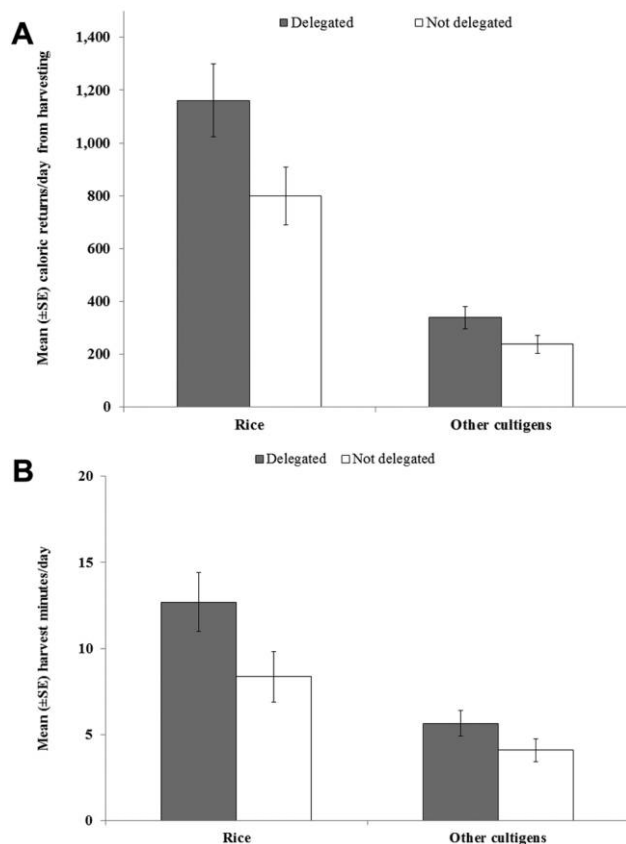 A
Delegated
Not delegated
Mean (±SE) caloric returns/day from harvesting
1,400
1,200
1,000
800
600
400
200
0
Rice
Other cultigens
B
Delegated
Not delegated
Mean (±SE) harvest minutes/day
20
15
10
5
0
Rice
Other cultigens